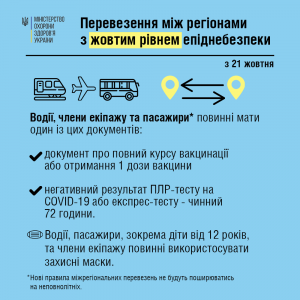 МІНІСТЕРСТВО
ОХОРОНИ
ЗДОРОВ'Я
УКРАЇНИ
Перевезення між регіонами
з жовтим рівнем епіднебезпеки
з 21 жовтня
Водії, члени екіпажу та пасажири* повинні мати
один із цих документів:
документ про повний курсу вакцинації
або отримання 1 дози вакцини
негативний результат ПЛР-тесту на
COVID-19 або експрес-тесту - чинний
72 години.
Водії, пасажири, зокрема діти від 12 років,
та члени екіпажу повинні використовувати
захисні маски.
*Нові правила міжрегіональних перевезень не будуть поширюватись
на неповнолітніх.